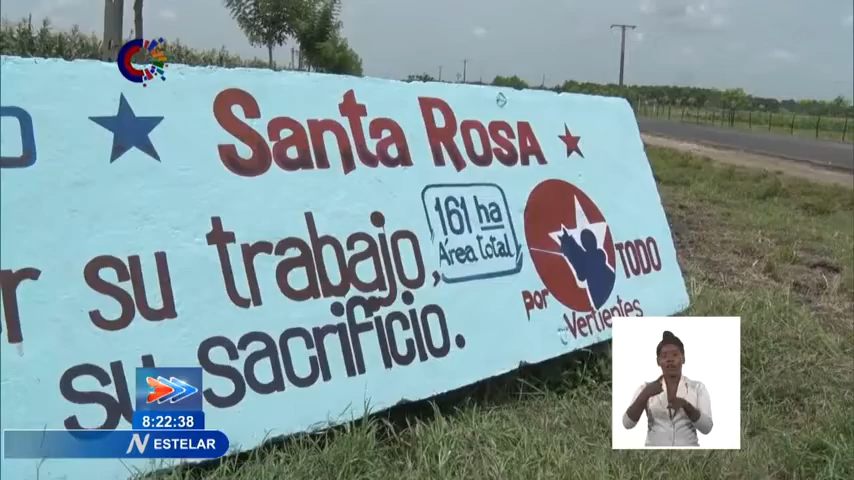 Santa Rosa
161 ha
Área total
su trabajo,
por TODO
Vertientes
su sacrificio.
8:22:38
N ESTELAR